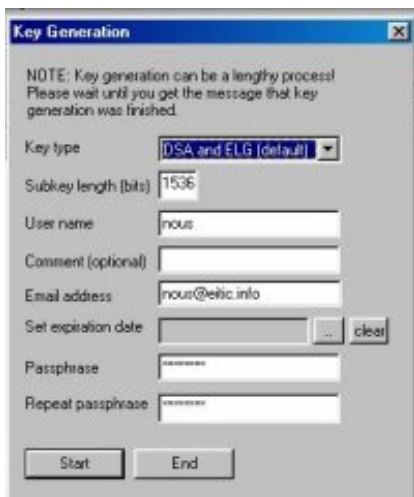 Key Generation
NOTE: Key generation can be a lengthy process!
Please wait until you get the message that key
generation was finished.
Key type DSA and ELG (default)
Subkey length (bits) 1536
User name nous
Comment (optional)
Email address nous@eitic.info
Set expiration date ... clear
Passphrase ********
Repeat passphrase ********
Start End